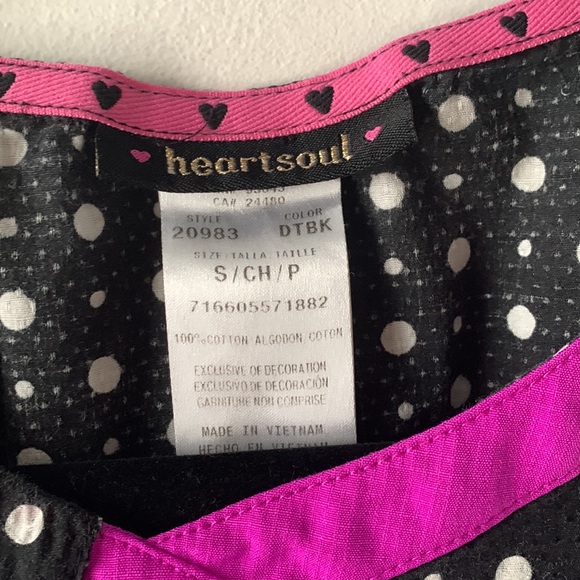 heartsoul
CA# 24480
STYLE COLOR
20983 DTBK
SIZE/TALLA/TAILLE
S/CH/P
716605571882
100%COTTON ALGODON COTON
EXCLUSIVE OF DECORATION
EXCLUSIVO DE DECORACIÓN
GARNITURE NON COMPRISE
MADE IN VIETNAM
HECHO EN VIETNAM